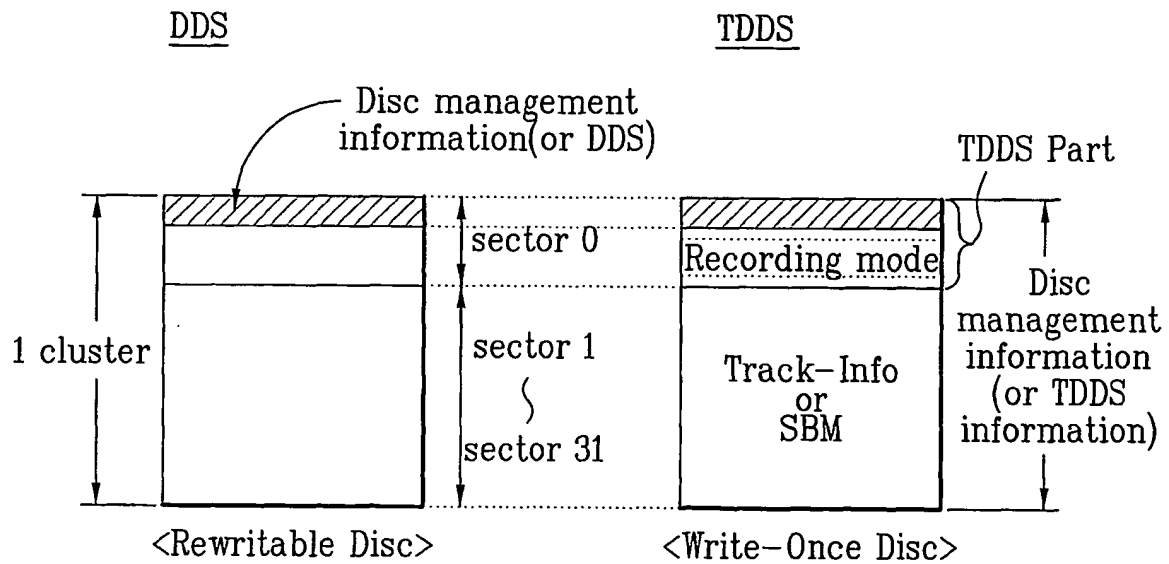 DDS
TDDS
Disc management
information(or DDS)
TDDS Part
sector 0
Recording mode
1 cluster
sector 1
sector 31
Track-Info
or
SBM
Disc
management
information
(or TDDS
information)
<Rewritable Disc>
<Write-Once Disc>